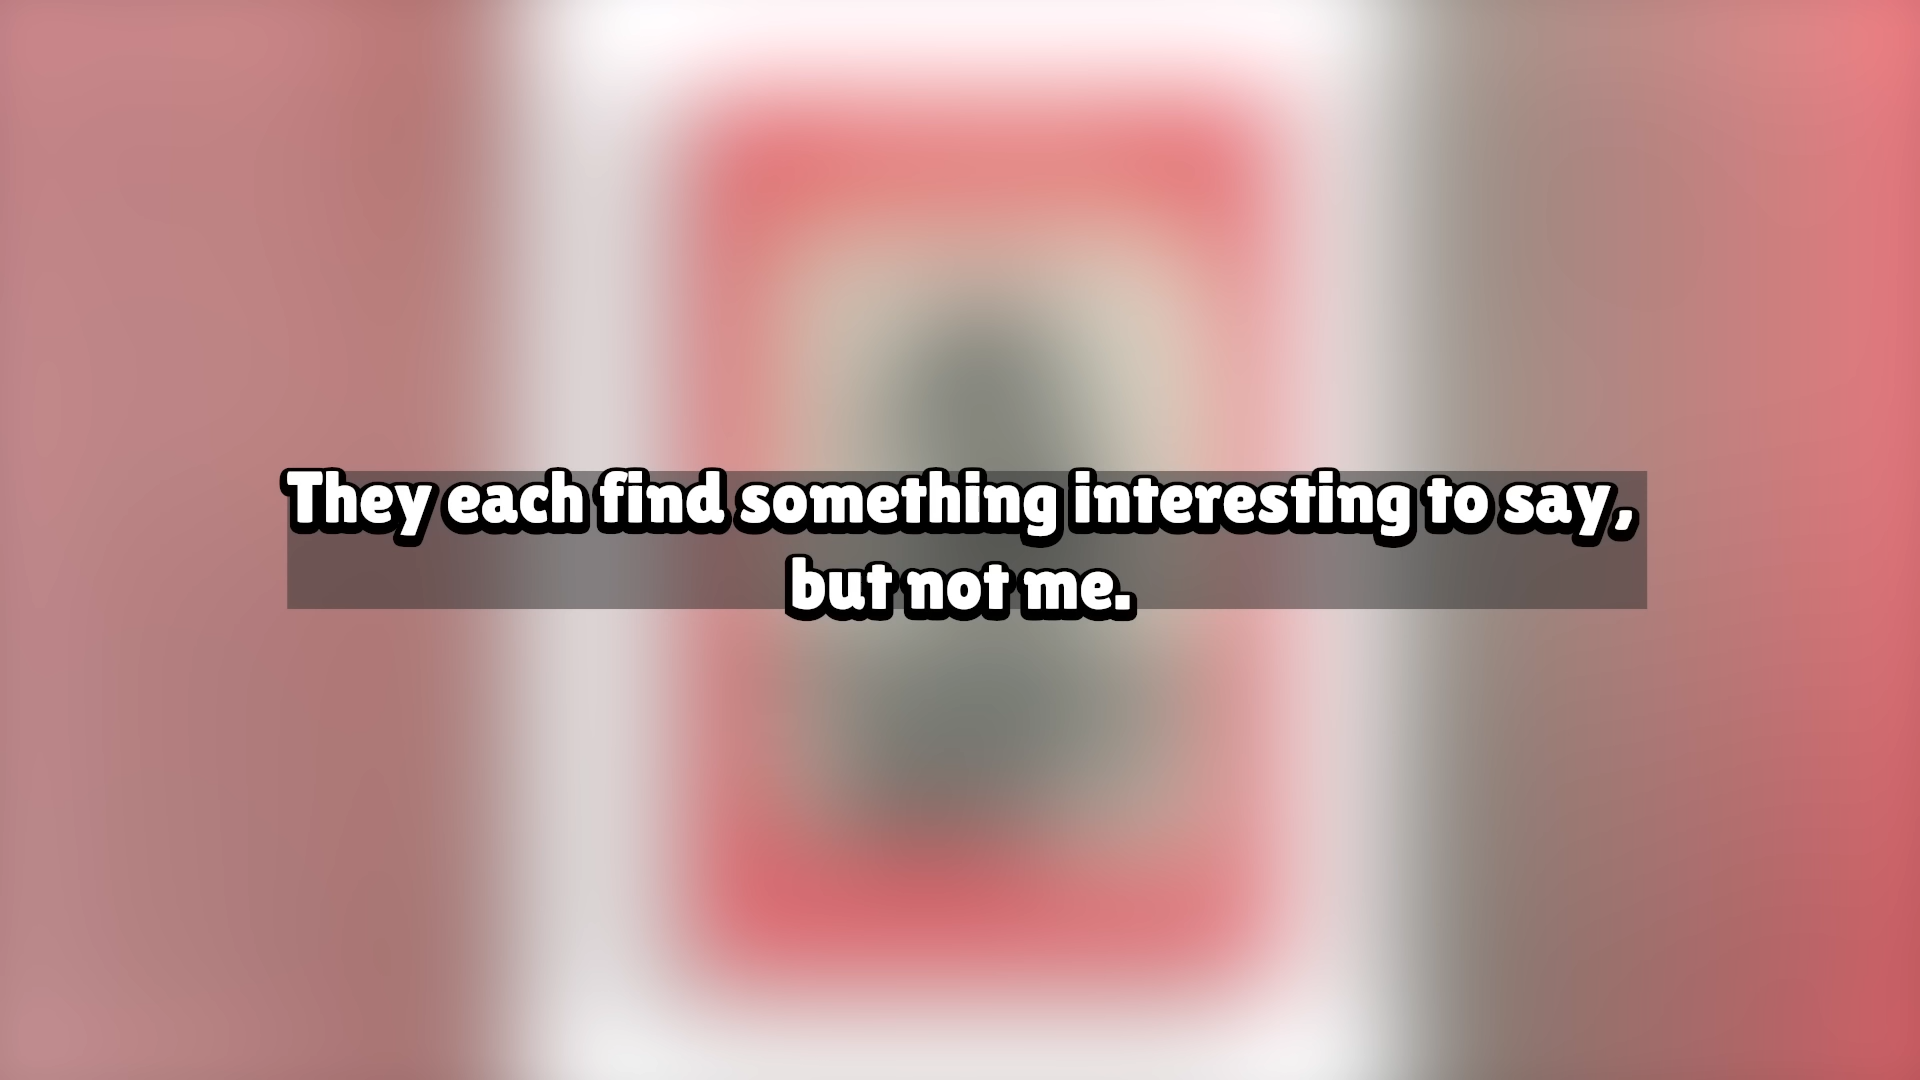 They each find something interesting to say,
but not me.